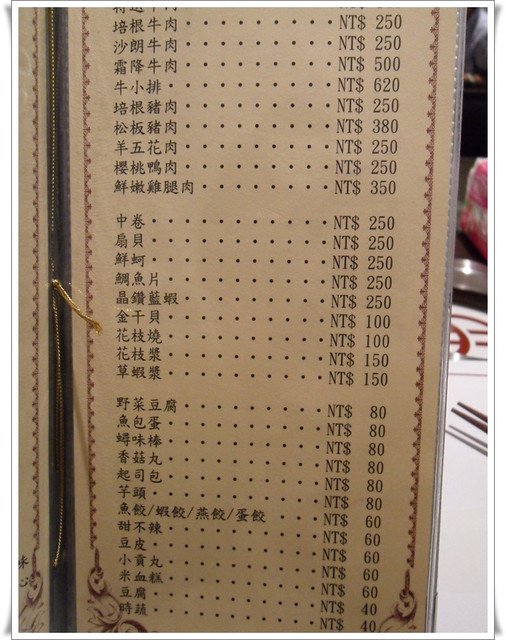 培根牛肉 · · · · · · · · · · NT$ 250
沙朗牛肉 · · · · · · · · · · NT$ 250
霜降牛肉 · · · · · · · · · · NT$ 500
牛小排 · · · · · · · · · · NT$ 620
培根豬肉 · · · · · · · · · · NT$ 250
松板豬肉 · · · · · · · · · · NT$ 380
羊五花肉 · · · · · · · · · · NT$ 250
櫻桃鴨肉 · · · · · · · · · · NT$ 250
鮮嫩雞腿肉 · · · · · · · · · NT$ 350
中卷 · · · · · · · · · · NT$ 250
扇貝 · · · · · · · · · · NT$ 250
鮮蚵 · · · · · · · · · · NT$ 250
鯛魚片 · · · · · · · · · · NT$ 250
晶鑽藍蝦 · · · · · · · · · NT$ 250
金干貝 · · · · · · · · · · NT$ 100
花枝燒 · · · · · · · · · · NT$ 100
花枝漿 · · · · · · · · · · NT$ 150
草蝦漿 · · · · · · · · · · NT$ 150
野菜豆腐 · · · · · · · · · NT$ 80
魚包蛋 · · · · · · · · · NT$ 80
蟳味棒 · · · · · · · · · NT$ 80
香菇丸 · · · · · · · · · NT$ 80
起司包 · · · · · · · · · NT$ 80
芋頭 · · · · · · · · · · NT$ 80
魚餃/蝦餃/燕餃/蛋餃 · · · NT$ 60
甜不辣 · · · · · · · · · NT$ 60
豆皮 · · · · · · · · · · NT$ 60
小貢丸 · · · · · · · · · NT$ 60
米血糕 · · · · · · · · · NT$ 60
豆腐 · · · · · · · · · · NT$ 40
時蔬 · · · · · · · · · · NT$ 40